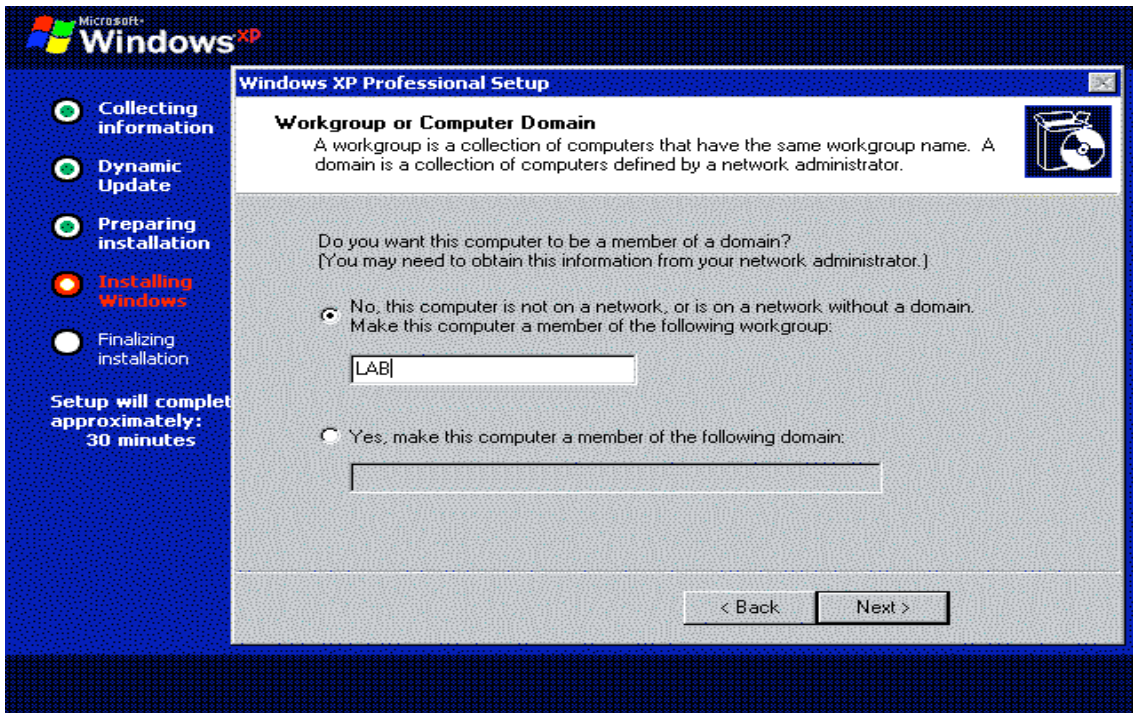 Microsoft
Windows xp
Collecting
information
Dynamic
Update
Preparing
installation
Installing
Windows
Finalizing
installation
Setup will complet
approximately:
30 minutes
Windows XP Professional Setup
Workgroup or Computer Domain
A workgroup is a collection of computers that have the same workgroup name. A
domain is a collection of computers defined by a network administrator.
Do you want this computer to be a member of a domain?
(You may need to obtain this information from your network administrator.)
No, this computer is not on a network, or is on a network without a domain.
Make this computer a member of the following workgroup:
LAB
Yes, make this computer a member of the following domain:
< Back
Next >